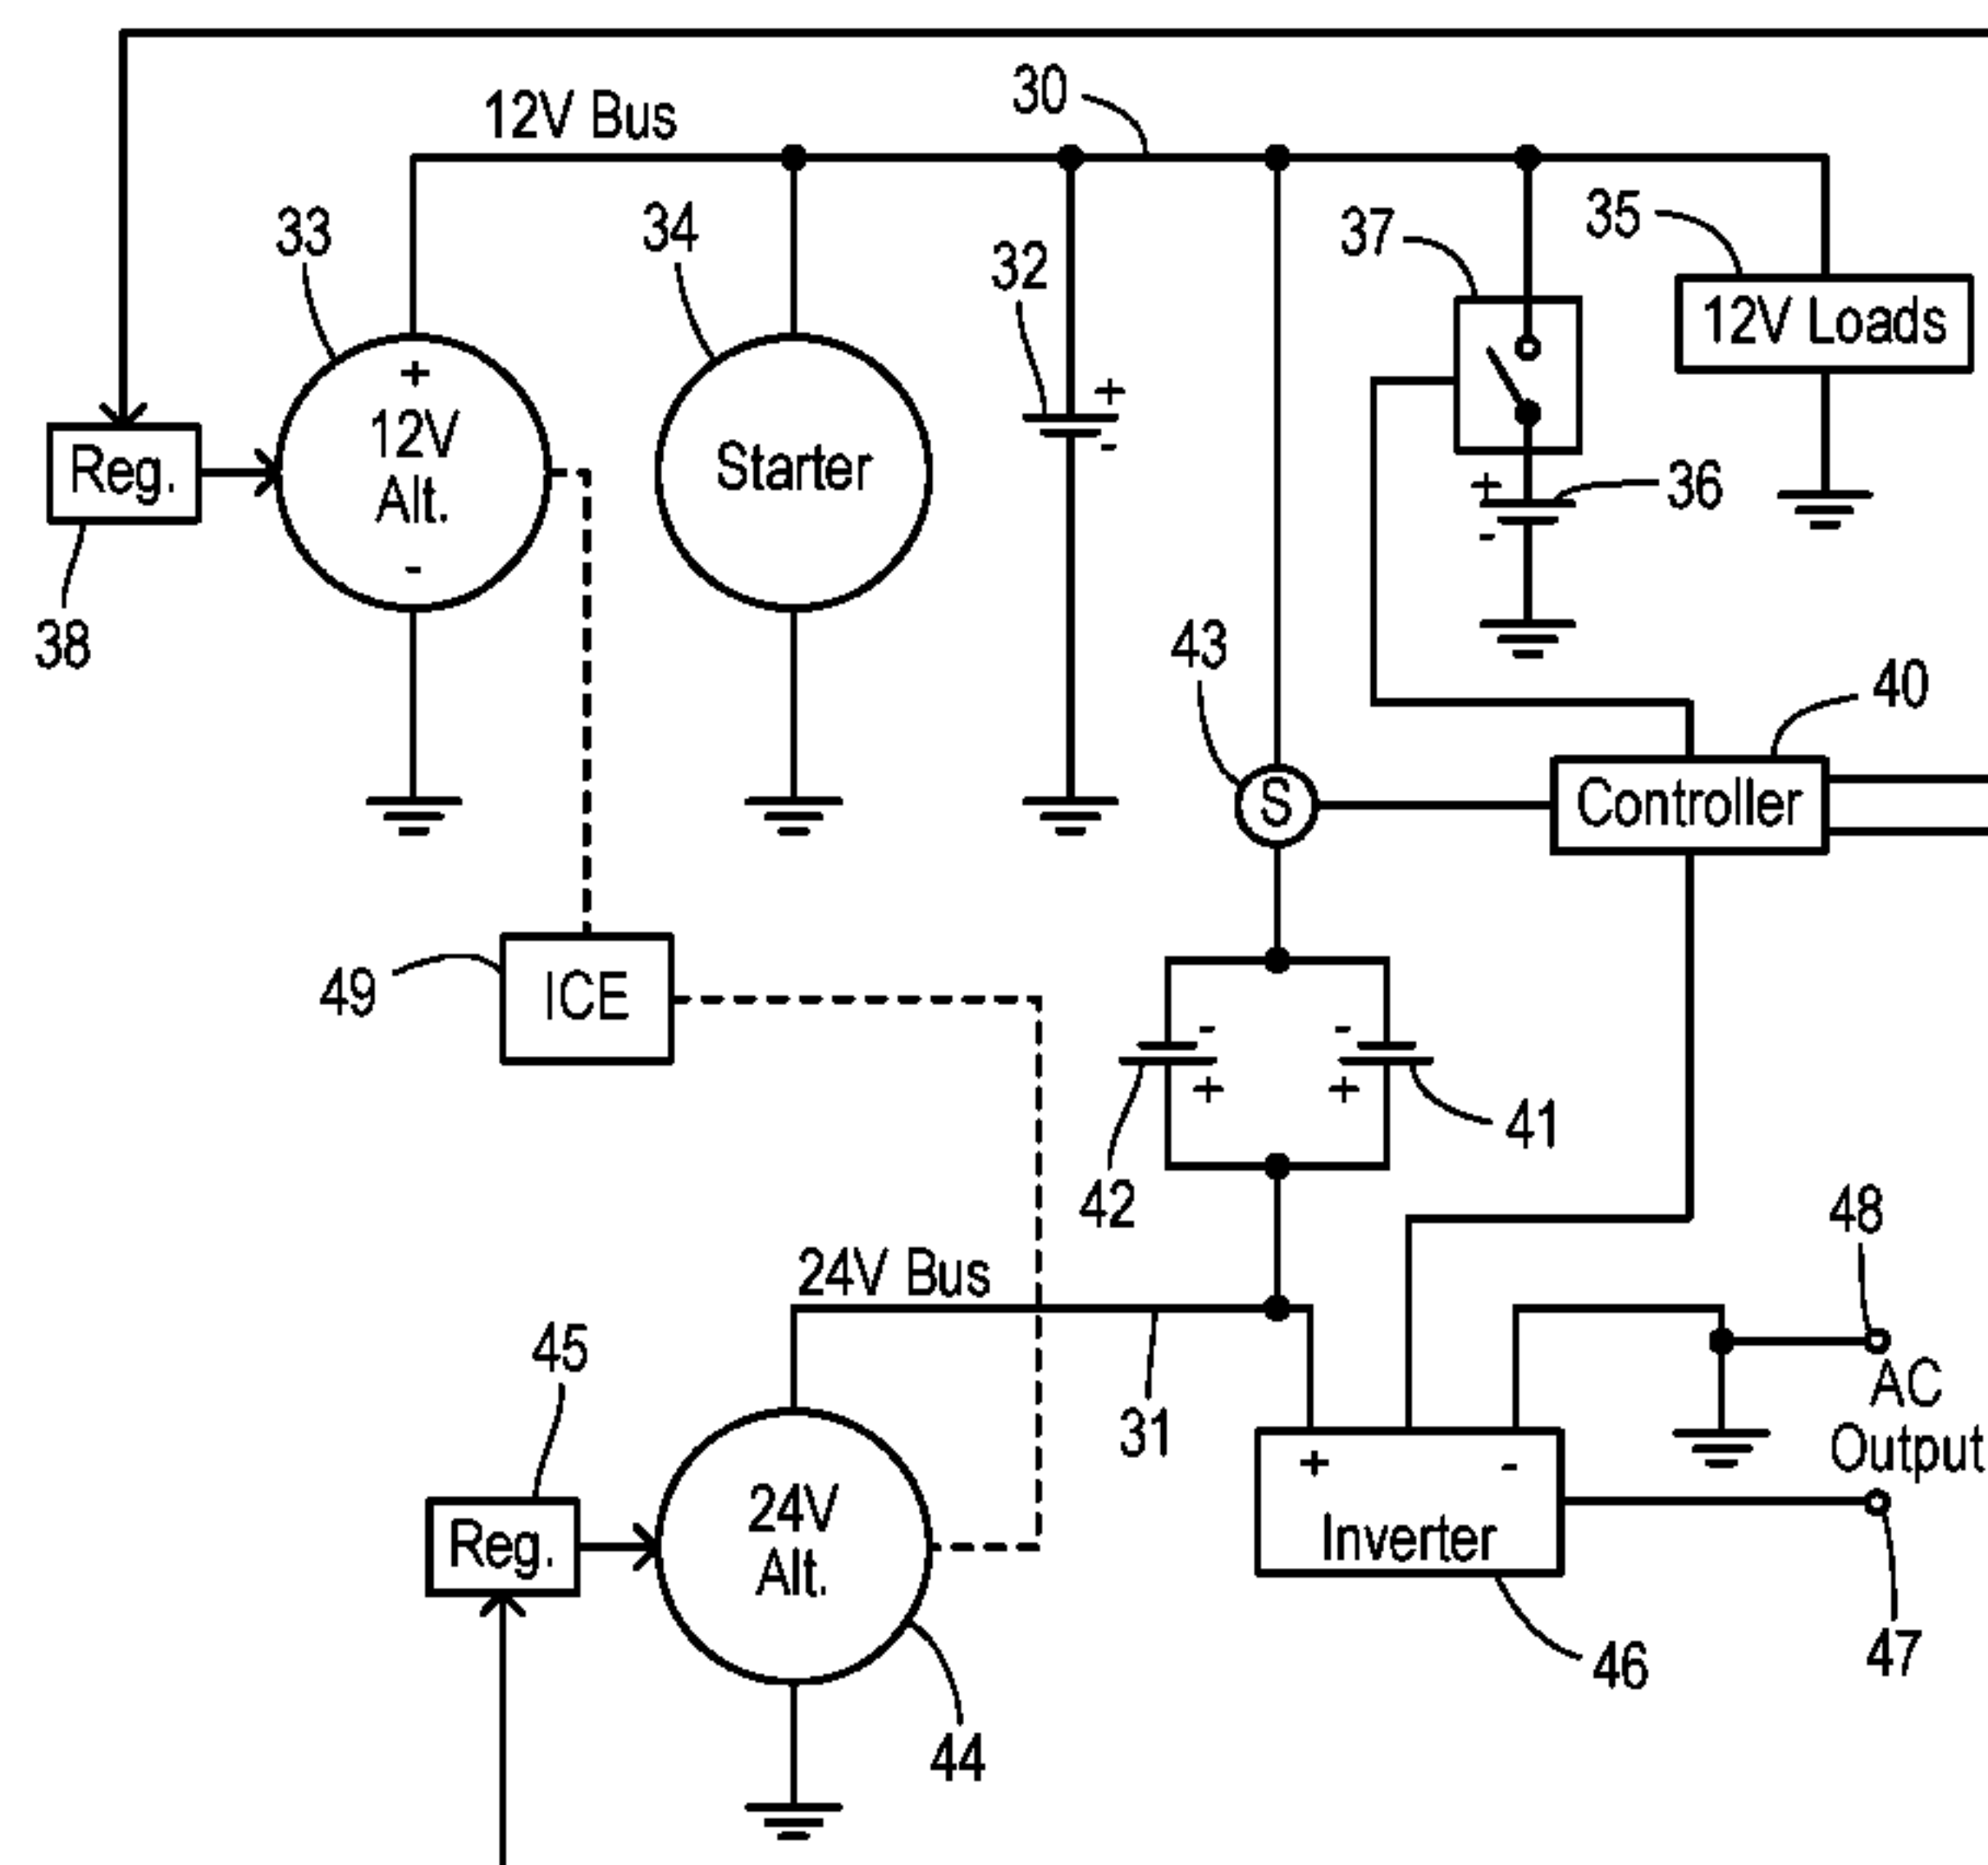 12V Bus
30
33
34
32
37
35
12V Loads
+
12V
Alt.
-
Starter
+
-
Reg.
+
-
36
38
43
40
S
Controller
49
ICE
-
+
-
+
42
41
24V Bus
31
48
AC
Output
45
24V
Alt.
Reg.
+
-
Inverter
47
46
44